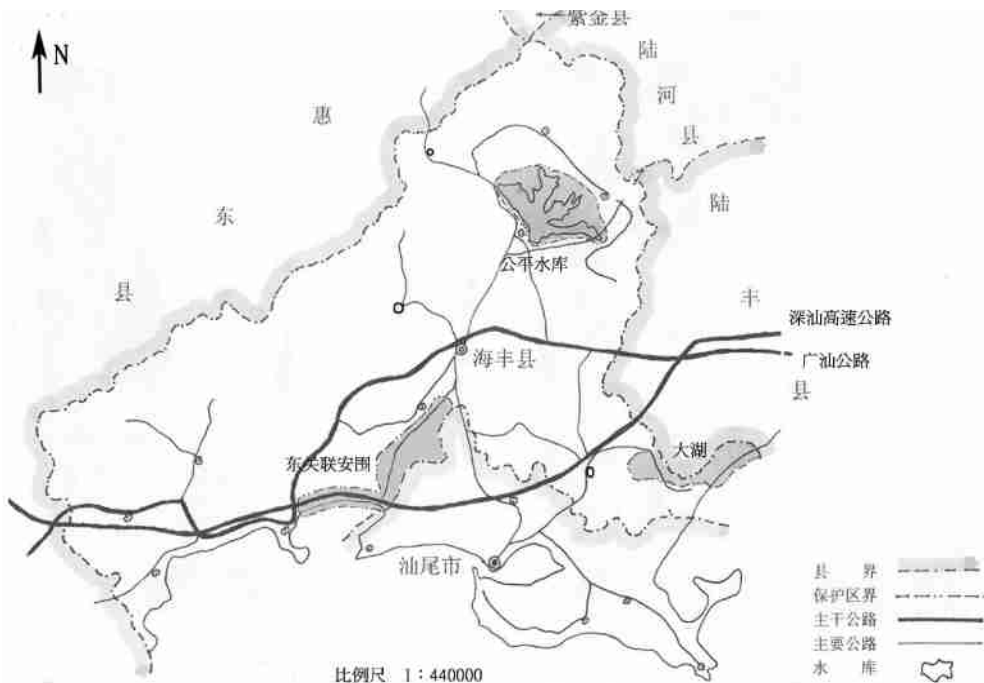 紫金县
N
陆
河
县
惠
东
县
陆
丰
县
公平水库
深汕高速公路
广汕公路
海丰县
大湖
东关联安围
汕尾市
县 界
保护区界
主干公路
主要公路
水 库
比例尺 1：440000